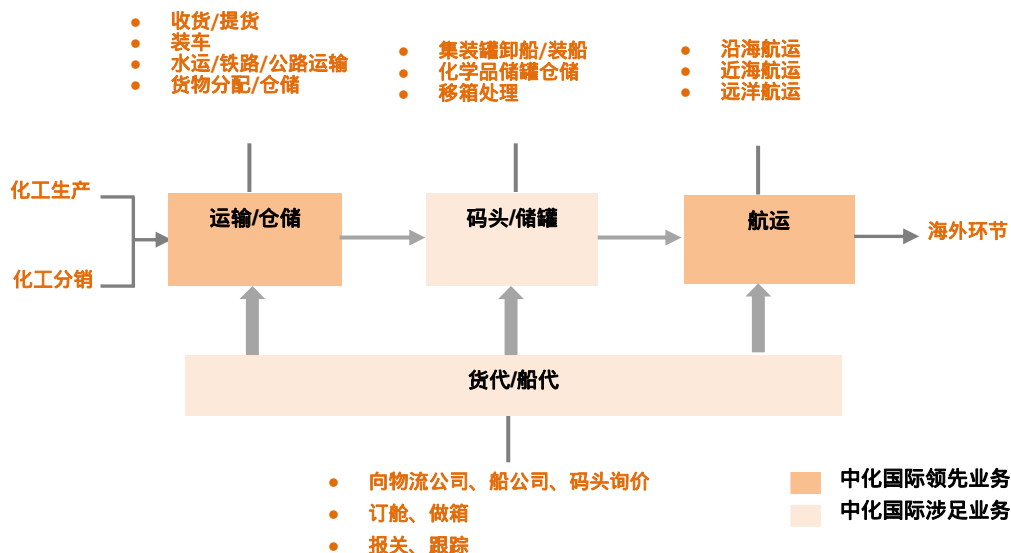 收货/提货
装车
水运/铁路/公路运输
货物分配/仓储
集装罐卸船/装船
化学品储罐仓储
移箱处理
沿海航运
近海航运
远洋航运
化工生产
化工分销
运输/仓储
码头/储罐
航运
海外环节
货代/船代
向物流公司、船公司、码头询价
订舱、做箱
报关、跟踪
中化国际领先业务
中化国际涉足业务